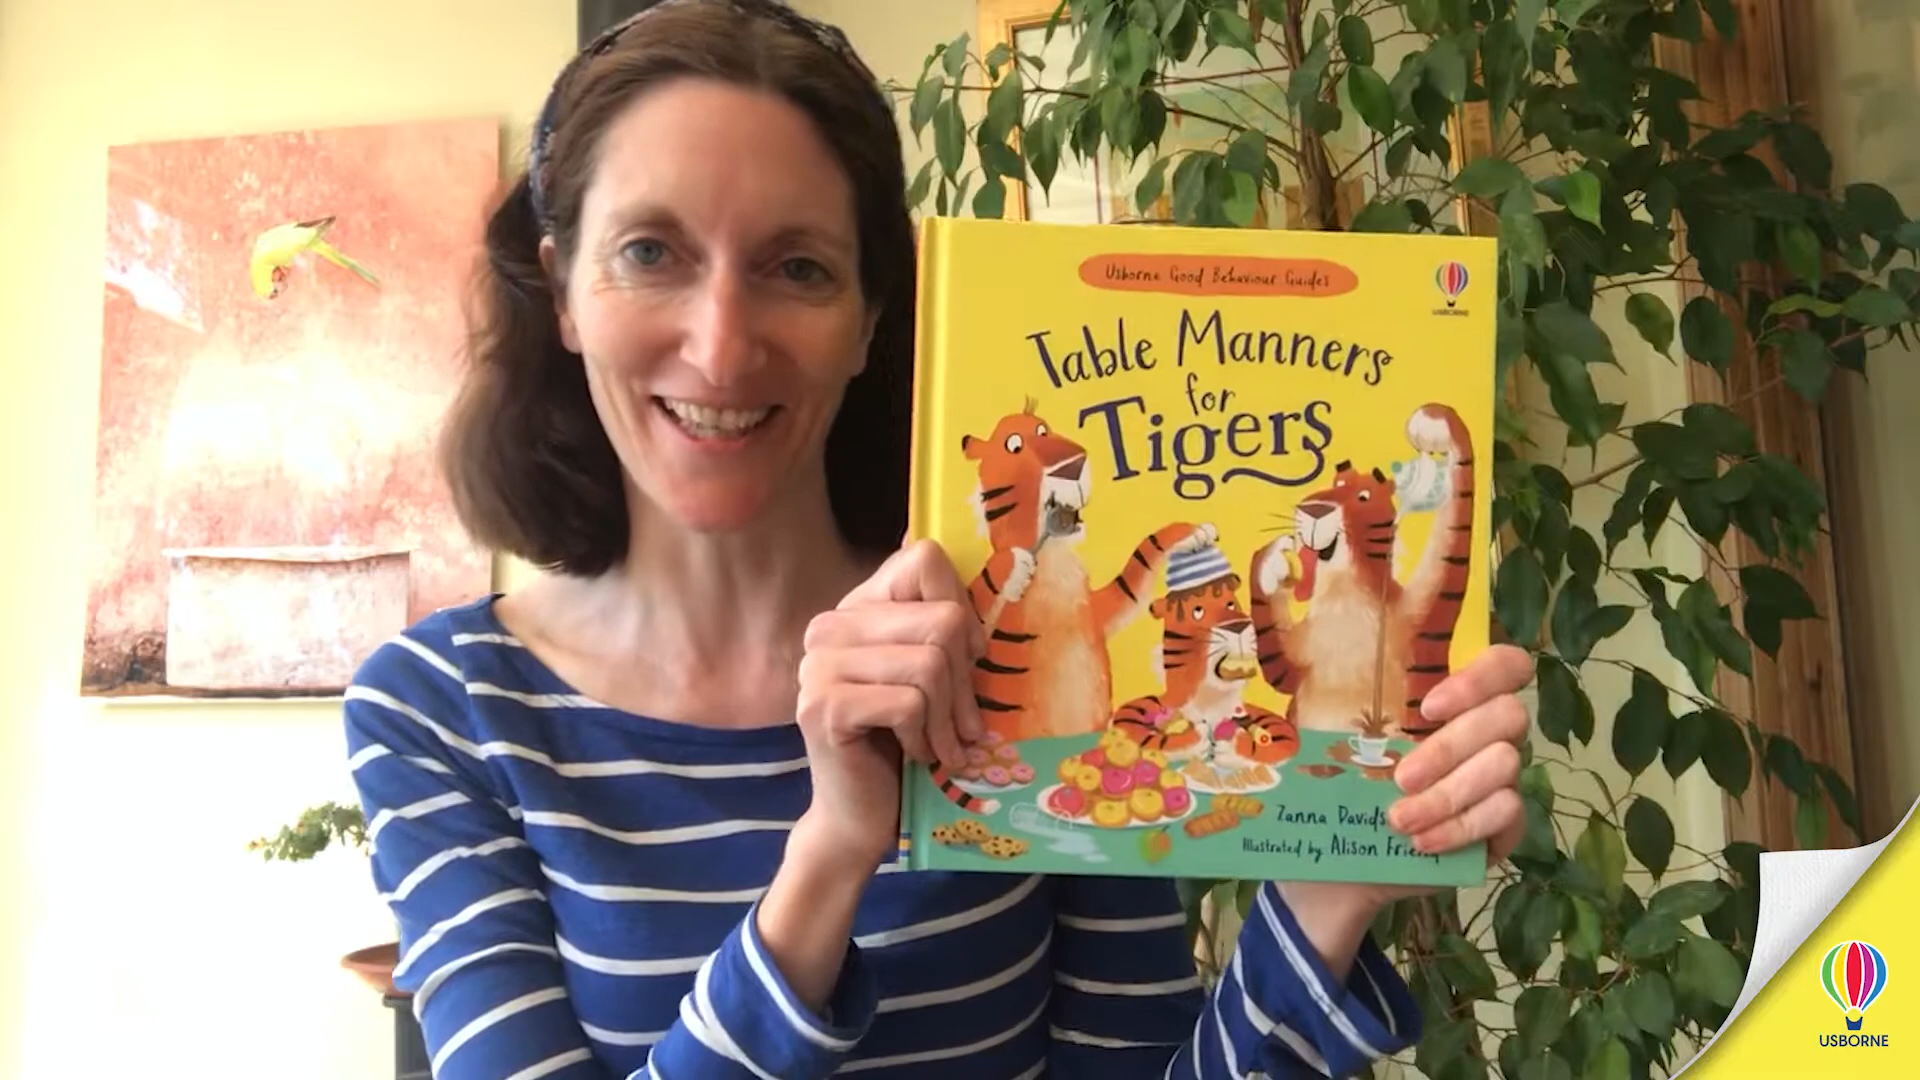 Usborne Good Behaviour Guides
USBORNE
Table Manners
for
Tigers
Zanna Davids
Illustrated by Alison Friend
USBORNE